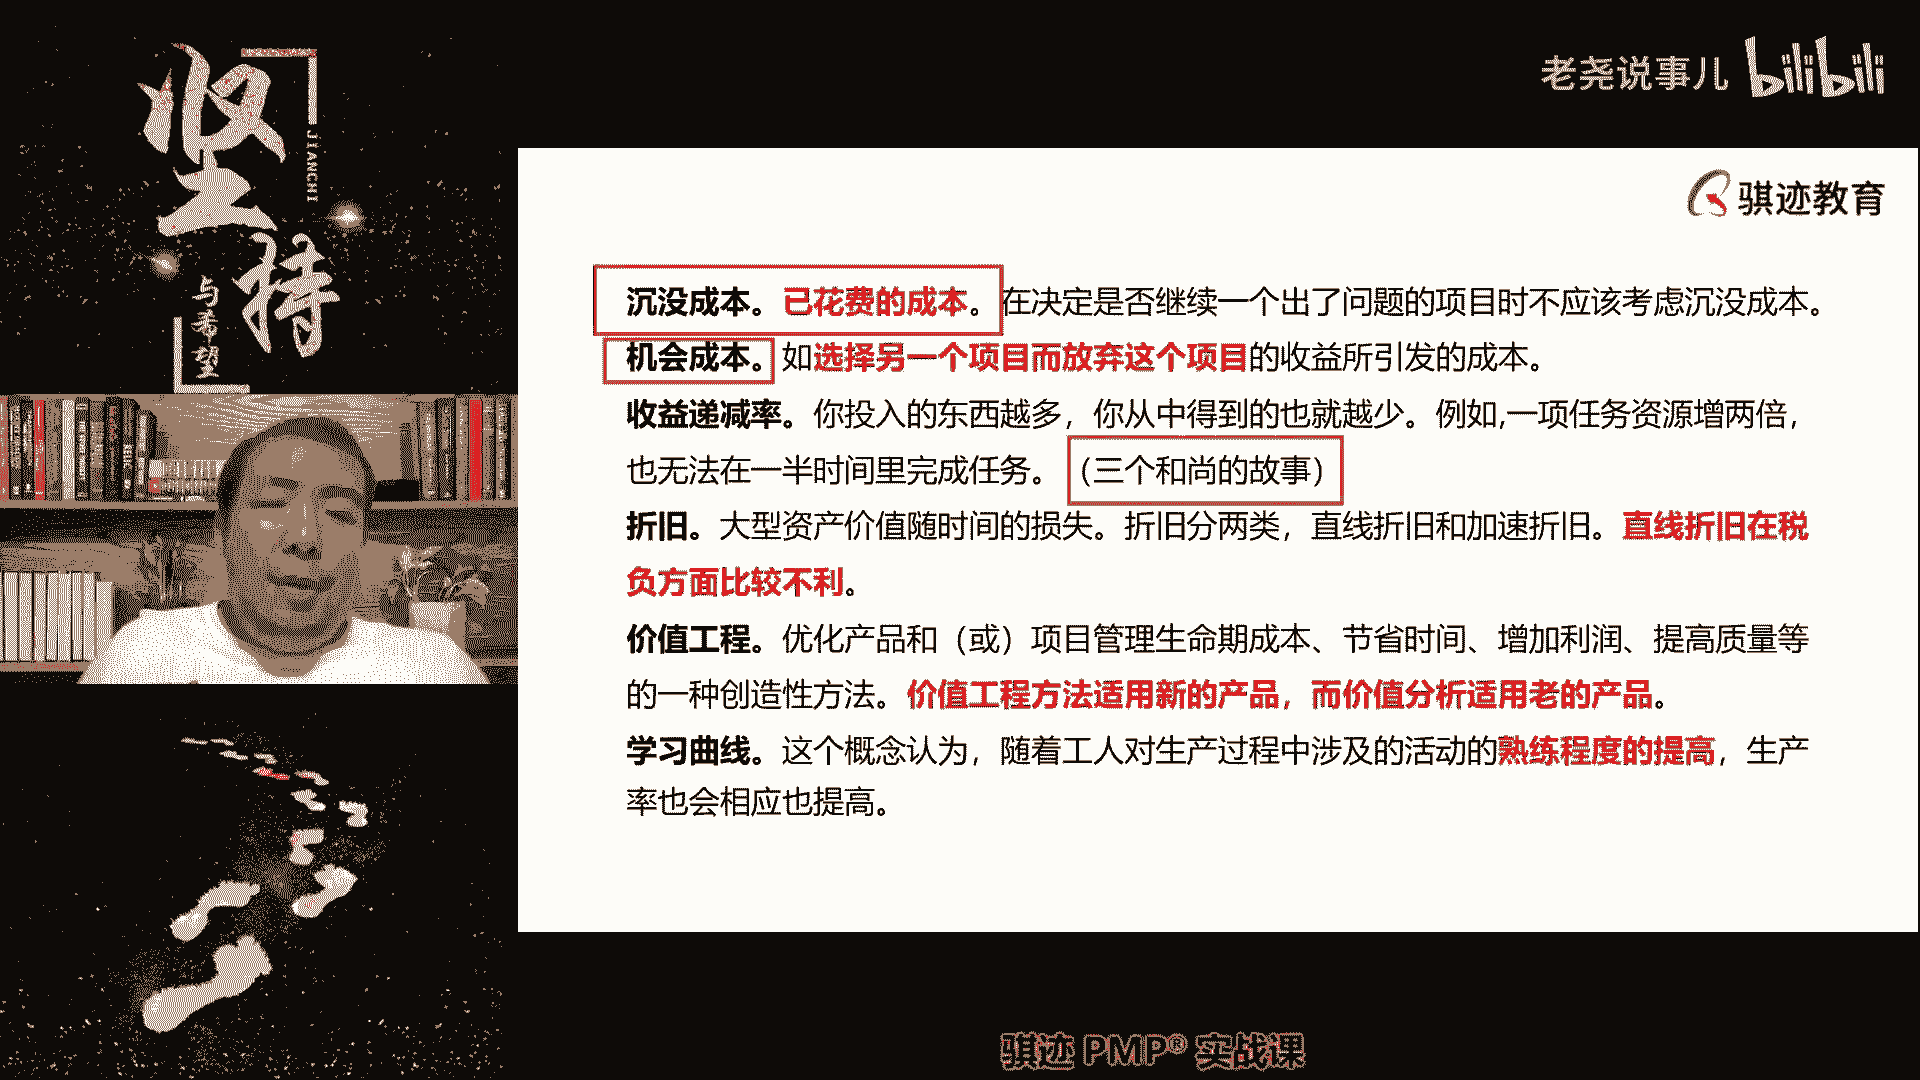 坚持
JIANCHI
与希望
老尧说事儿 bilibili
骐迹教育
沉没成本。已花费的成本。在决定是否继续一个出了问题的项目时不应该考虑沉没成本。
机会成本。如选择另一个项目而放弃这个项目的收益所引发的成本。
收益递减率。你投入的东西越多，你从中得到的也就越少。例如,一项任务资源增两倍，
也无法在一半时间里完成任务。（三个和尚的故事）
折旧。大型资产价值随时间的损失。折旧分两类，直线折旧和加速折旧。直线折旧在税
负方面比较不利。
价值工程。优化产品和（或）项目管理生命期成本、节省时间、增加利润、提高质量等
的一种创造性方法。价值工程方法适用新的产品，而价值分析适用老的产品。
学习曲线。这个概念认为，随着工人对生产过程中涉及的活动的熟练程度的提高，生产
率也会相应也提高。
骐迹 PMP® 实战课